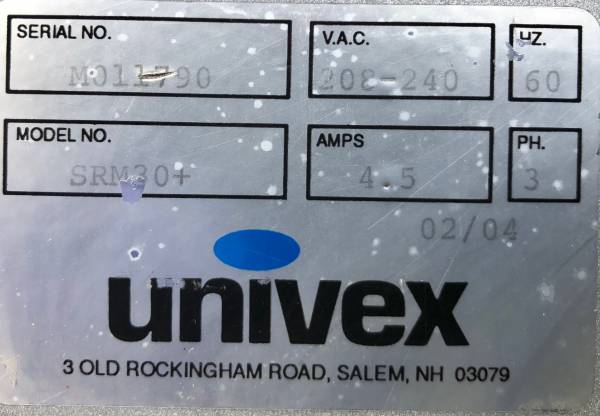 SERIAL NO. V.A.C. HZ.
M011790 208-240 60
MODEL NO. AMPS PH.
SRM30+ 4.5 3
02/04
univex
3 OLD ROCKINGHAM ROAD, SALEM, NH 03079